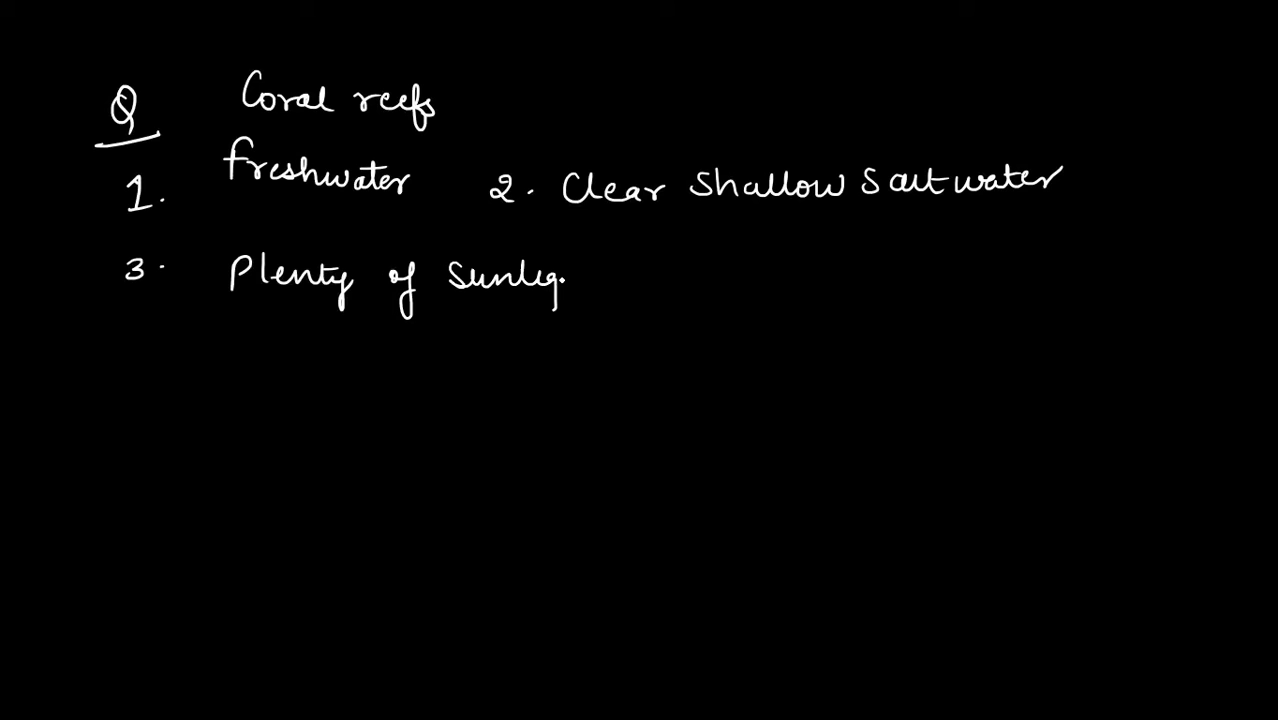 Q Coral reefs
1. freshwater 2. Clear Shallow Saltwater
3. Plenty of Sunlig.